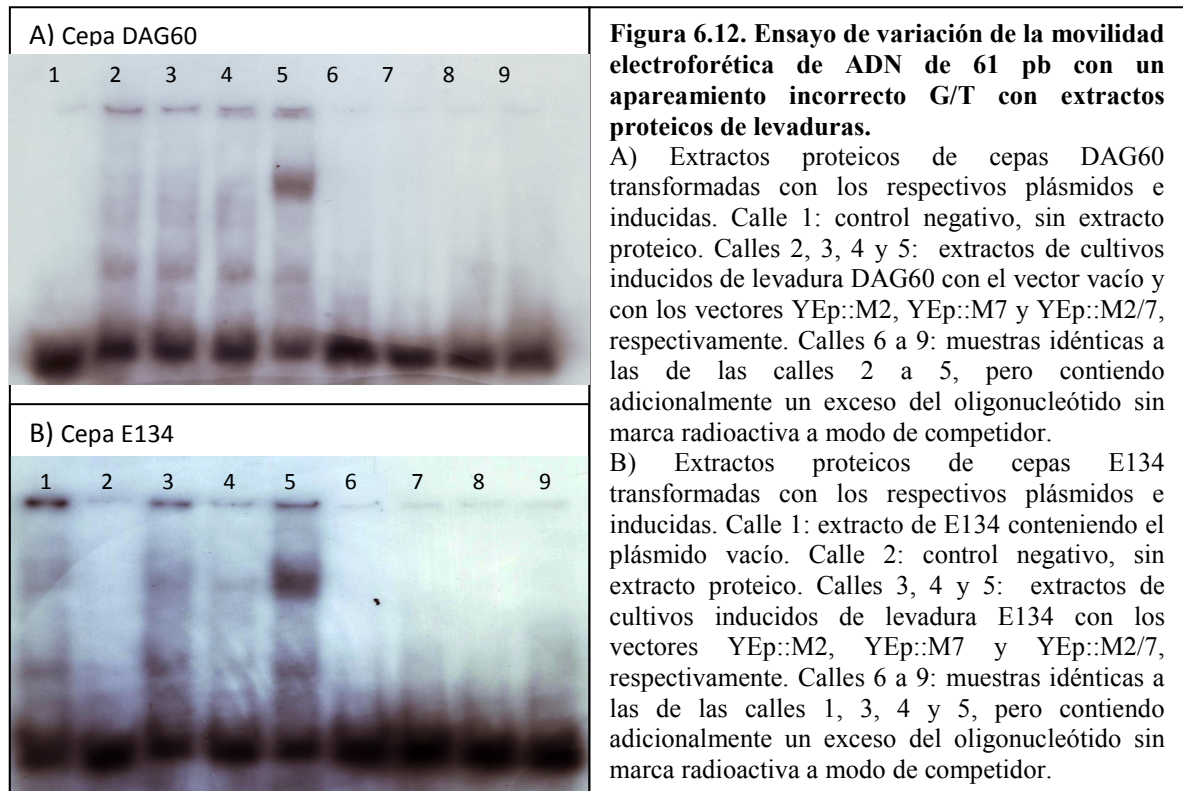 A) Cepa DAG60
1 2 3 4 5 6 7 8 9
B) Cepa E134
1 2 3 4 5 6 7 8 9
Figura 6.12. Ensayo de variación de la movilidad
electroforética de ADN de 61 pb con un
apareamiento incorrecto G/T con extractos
proteicos de levaduras.
A) Extractos proteicos de cepas DAG60
transformadas con los respectivos plásmidos e
inducidas. Calle 1: control negativo, sin extracto
proteico. Calles 2, 3, 4 y 5: extractos de cultivos
inducidos de levadura DAG60 con el vector vacío y
con los vectores YEp::M2, YEp::M7 y YEp::M2/7,
respectivamente. Calles 6 a 9: muestras idénticas a
las de las calles 2 a 5, pero conteniendo
adicionalmente un exceso del oligonucleótido sin
marca radioactiva a modo de competidor.
B) Extractos proteicos de cepas E134
transformadas con los respectivos plásmidos e
inducidas. Calle 1: extracto de E134 conteniendo el
plásmido vacío. Calle 2: control negativo, sin
extracto proteico. Calles 3, 4 y 5: extractos de
cultivos inducidos de levadura E134 con los
vectores YEp::M2, YEp::M7 y YEp::M2/7,
respectivamente. Calles 6 a 9: muestras idénticas a
las de las calles 1, 3, 4 y 5, pero conteniendo
adicionalmente un exceso del oligonucleótido sin
marca radioactiva a modo de competidor.